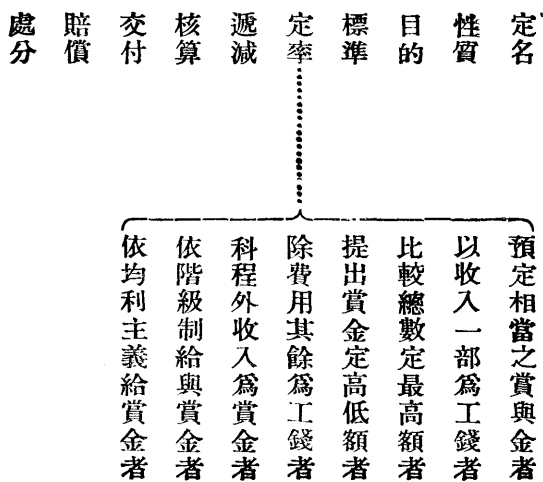 定名
性質
目的
標準
定率
遞減
核算
交付
賠償
處分
預定相當之賞與金者
以收入一部爲工錢者
比較總數定最高額者
提出賞金定高低額者
除費用其餘爲工錢者
科程外收入爲賞金者
依階級制給與賞金者
依均利主義給賞金者